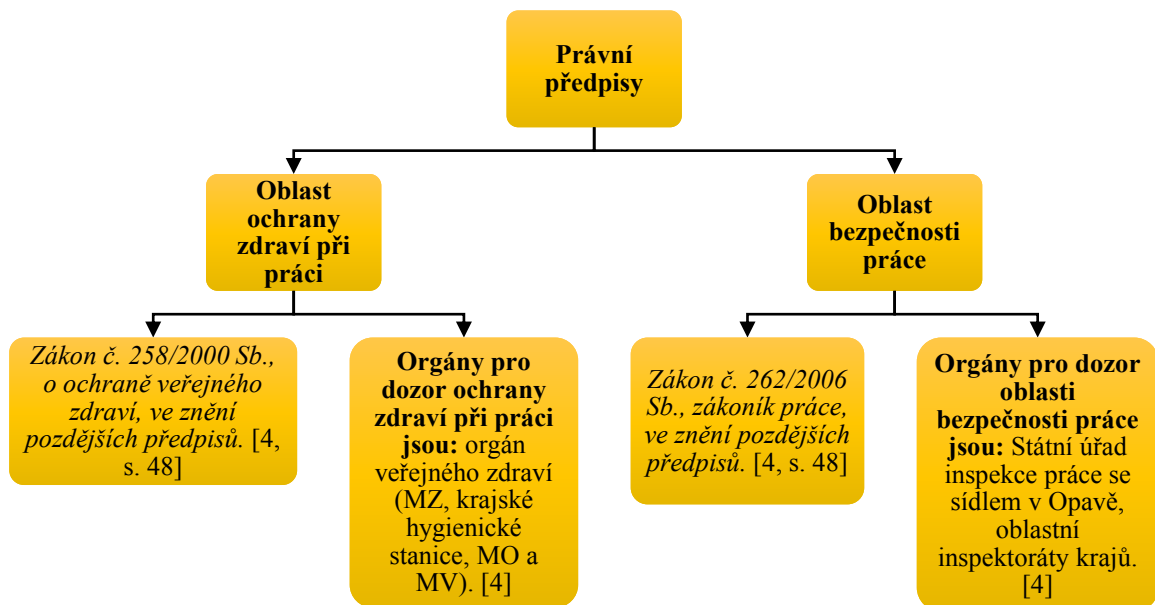 Právní
předpisy
Oblast
ochrany
zdraví při
práci
Oblast
bezpečnosti
práce
Zákon č. 258/2000 Sb.,
o ochraně veřejného
zdraví, ve znění
pozdějších předpisů. [4,
s. 48]
Orgány pro
dozor ochrany
zdraví při práci
jsou: orgán
veřejného zdraví
(MZ, krajské
hygienické
stanice, MO a
MV). [4]
Zákon č. 262/2006
Sb., zákoník práce,
ve znění pozdějších
předpisů. [4, s. 48]
Orgány pro dozor
oblasti
bezpečnosti práce
jsou: Státní úřad
inspekce práce se
sídlem v Opavě,
oblastní
inspektoráty krajů.
[4]